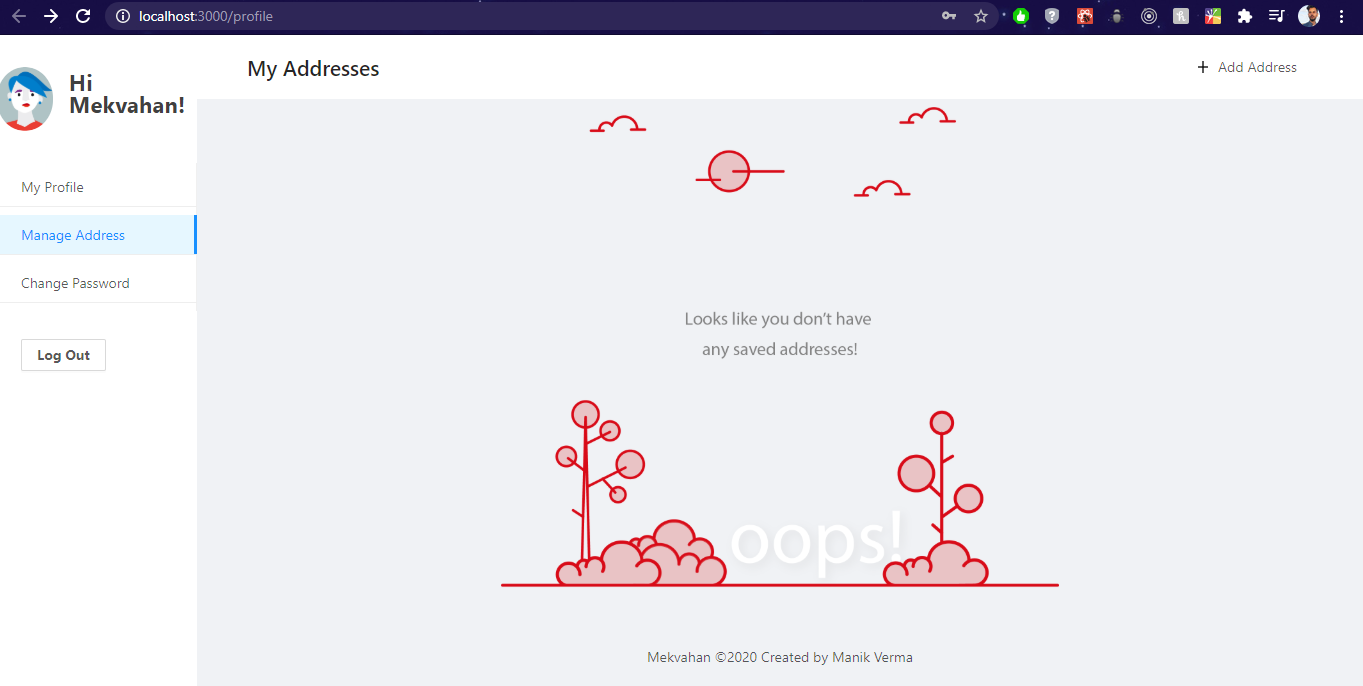 localhost:3000/profile
Hi
Mekvahan!
My Addresses
+ Add Address
My Profile
Manage Address
Change Password
Log Out
Looks like you don’t have
any saved addresses!
oops!
Mekvahan ©2020 Created by Manik Verma